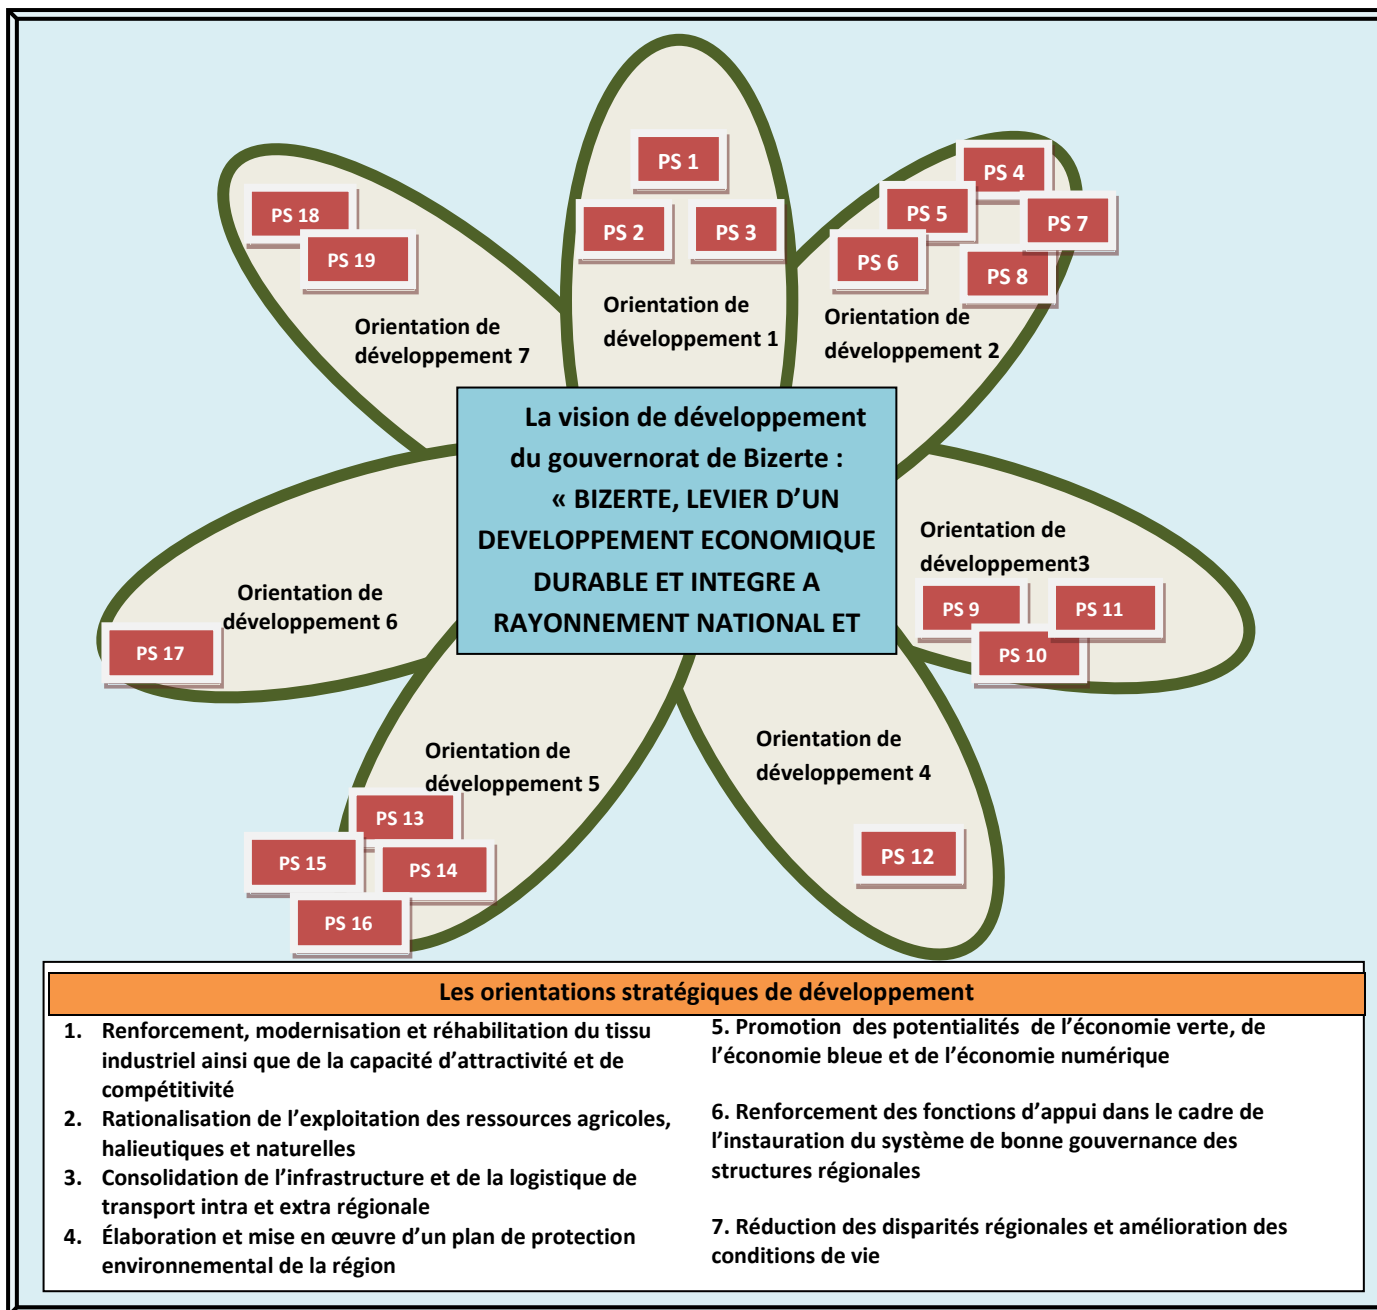 PS 1
PS 2
PS 3
Orientation de
développement 1
PS 4
PS 5
PS 7
PS 6
PS 8
Orientation de
développement 2
PS 18
PS 19
Orientation de
développement 7
La vision de développement
du gouvernorat de Bizerte :
« BIZERTE, LEVIER D’UN
DEVELOPPEMENT ECONOMIQUE
DURABLE ET INTEGRE A
RAYONNEMENT NATIONAL ET
Orientation de
développement3
PS 9
PS 11
PS 10
Orientation de
développement 6
PS 17
Orientation de
développement 5
PS 13
PS 15
PS 14
PS 16
Orientation de
développement 4
PS 12
Les orientations stratégiques de développement
1. Renforcement, modernisation et réhabilitation du tissu
industriel ainsi que de la capacité d’attractivité et de
compétitivité
2. Rationalisation de l’exploitation des ressources agricoles,
halieutiques et naturelles
3. Consolidation de l’infrastructure et de la logistique de
transport intra et extra régionale
4. Élaboration et mise en œuvre d’un plan de protection
environnemental de la région
5. Promotion des potentialités de l’économie verte, de
l’économie bleue et de l’économie numérique
6. Renforcement des fonctions d’appui dans le cadre de
l’instauration du système de bonne gouvernance des
structures régionales
7. Réduction des disparités régionales et amélioration des
conditions de vie